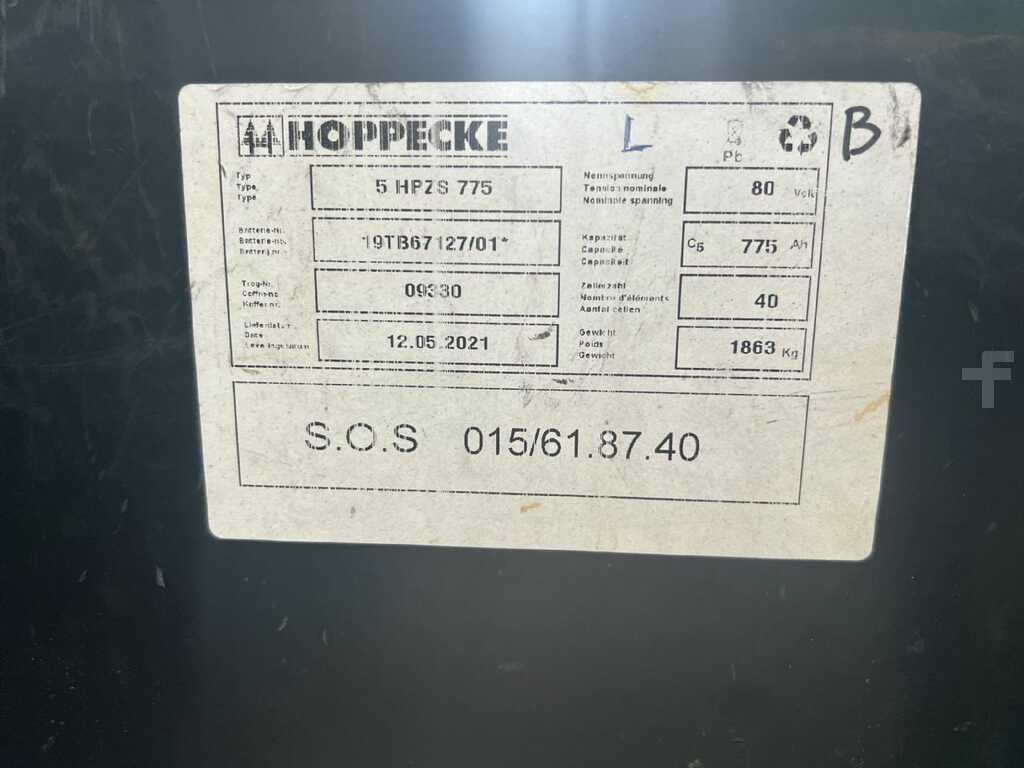 HOPPECKE L Pb B
Typ
Type
Type
5 HPZS 775
Nennspannung
Tension nominale
Nominale spanning
80 Volt
Batterie-Nr.
Batterie-no.
Batterij nr.
19TB67127/01*
Kapazität
Capacité
Capaciteit
C5 775 Ah
Trog-Nr.
Coffre-no
Koffer nr.
09330
Zellenzahl
Nombre d'éléments
Aantal cellen
40
Lieferdatum
Date
Leveringsdatum
12.05.2021
Gewicht
Poids
Gewicht
1863 Kg
S.O.S 015/61.87.40
f